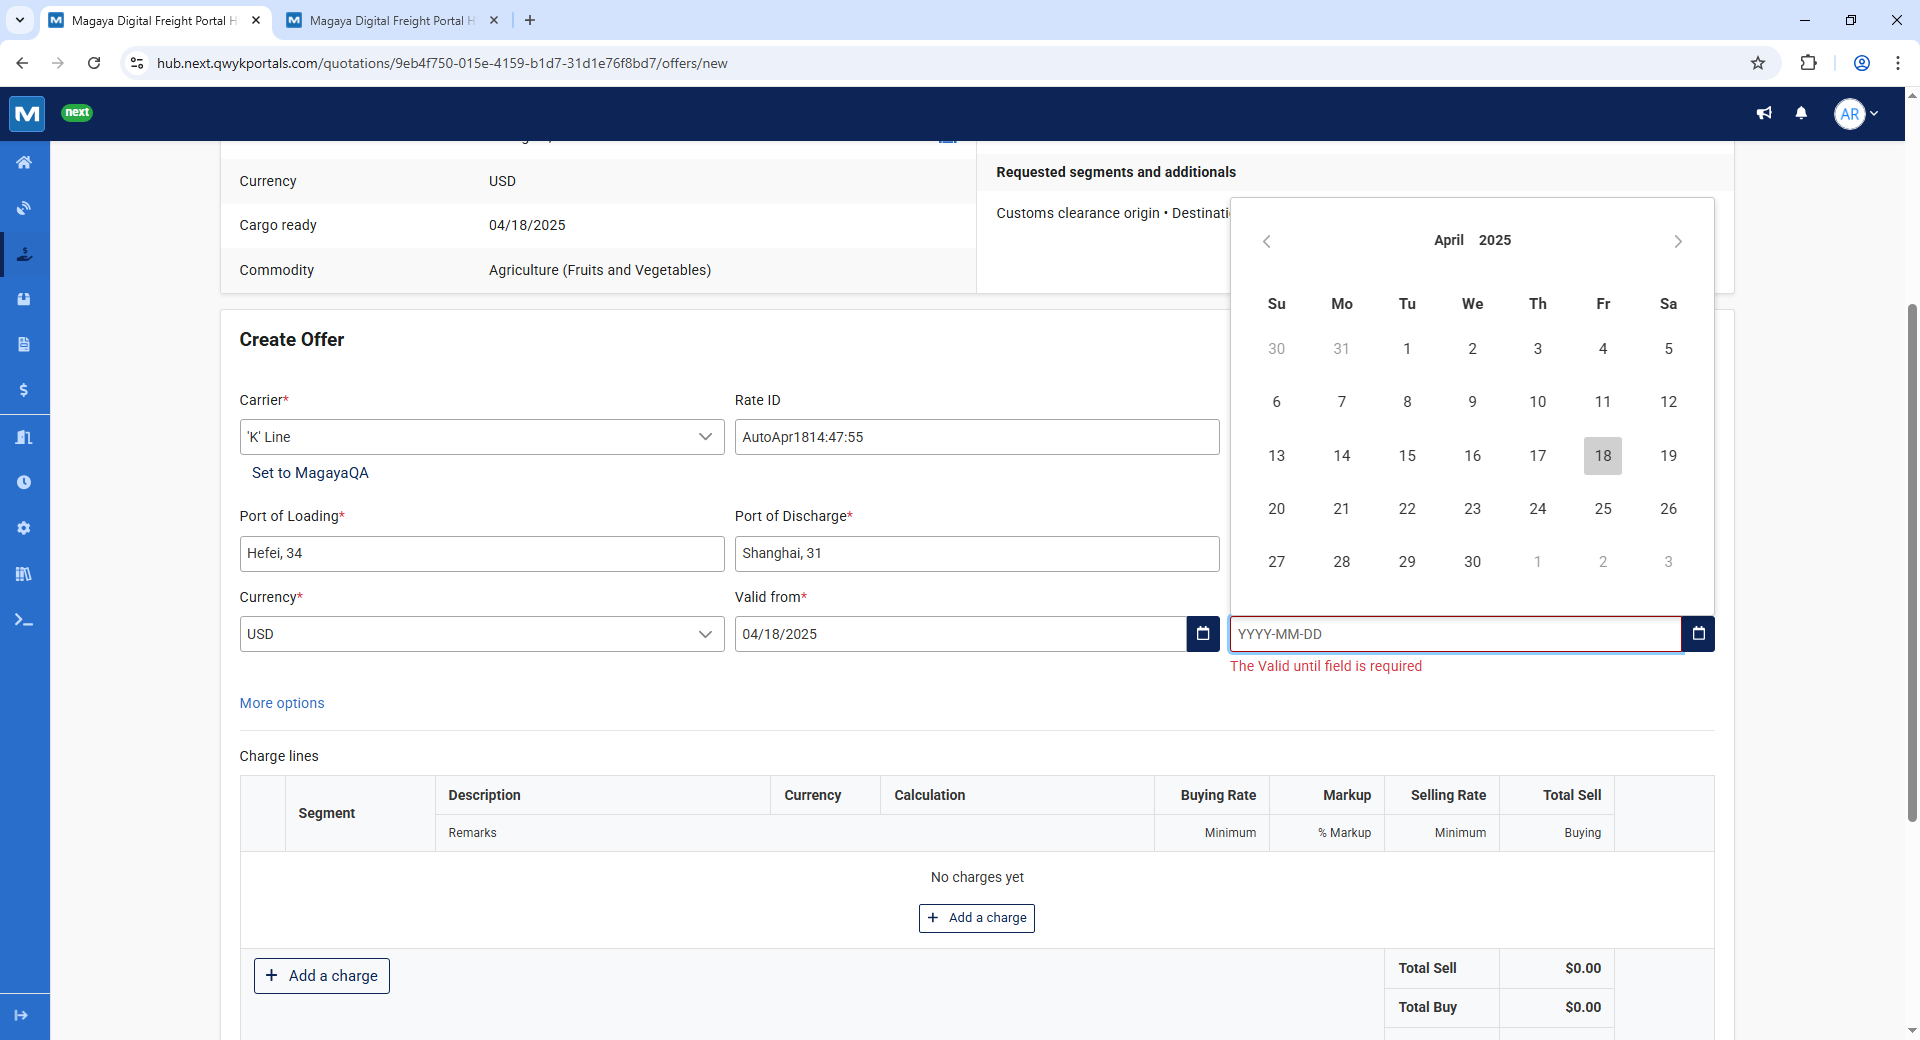 Magaya Digital Freight Portal H
Magaya Digital Freight Portal H
hub.next.qwykportals.com/quotations/9eb4f750-015e-4159-b1d7-31d1e76f8bd7/offers/new
next
AR
Currency USD
Cargo ready 04/18/2025
Commodity Agriculture (Fruits and Vegetables)
Requested segments and additionals
Customs clearance origin • Destinati
April 2025
Su Mo Tu We Th Fr Sa
30 31 1 2 3 4 5
6 7 8 9 10 11 12
13 14 15 16 17 18 19
20 21 22 23 24 25 26
27 28 29 30 1 2 3
Create Offer
Carrier* Rate ID
'K' Line AutoApr1814:47:55
Set to MagayaQA
Port of Loading* Port of Discharge*
Hefei, 34 Shanghai, 31
Currency* Valid from*
USD 04/18/2025 YYYY-MM-DD
The Valid until field is required
More options
Charge lines
Segment Description Currency Calculation Buying Rate Markup Selling Rate Total Sell
Remarks Minimum % Markup Minimum Buying
No charges yet
+ Add a charge
+ Add a charge
Total Sell $0.00
Total Buy $0.00